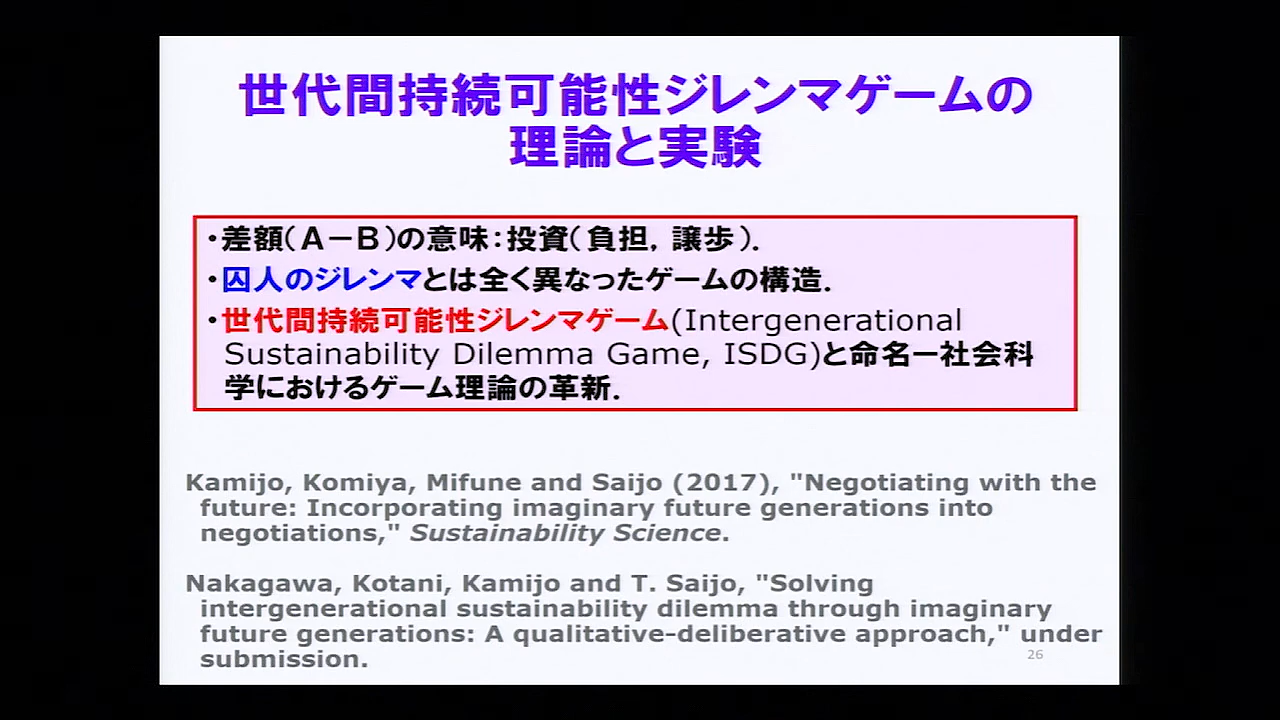 世代間持続可能性ジレンマゲームの
理論と実験
・差額(A－B)の意味:投資(負担, 譲歩).
・囚人のジレンマとは全く異なったゲームの構造.
・世代間持続可能性ジレンマゲーム(Intergenerational
Sustainability Dilemma Game, ISDG)と命名ー社会科
学におけるゲーム理論の革新.
Kamijo, Komiya, Mifune and Saijo (2017), "Negotiating with the
future: Incorporating imaginary future generations into
negotiations," Sustainability Science.
Nakagawa, Kotani, Kamijo and T. Saijo, "Solving
intergenerational sustainability dilemma through imaginary
future generations: A qualitative-deliberative approach," under
submission.
26